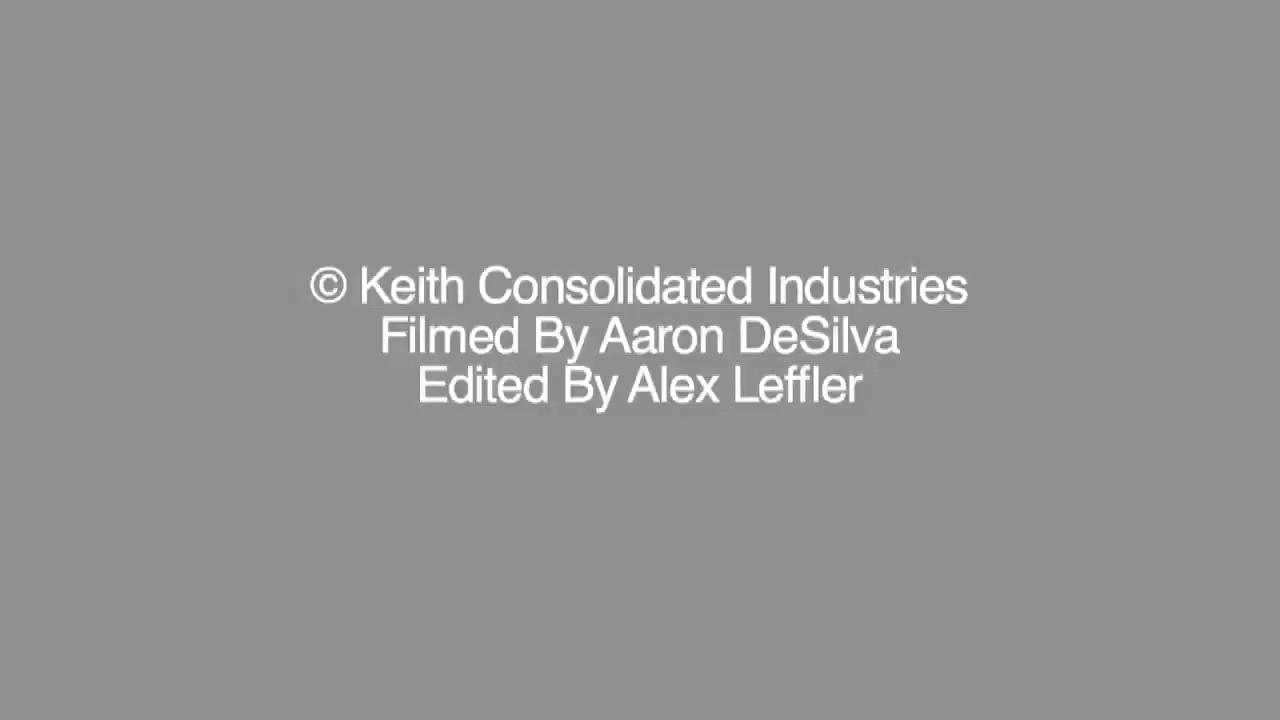 © Keith Consolidated Industries
Filmed By Aaron DeSilva
Edited By Alex Leffler